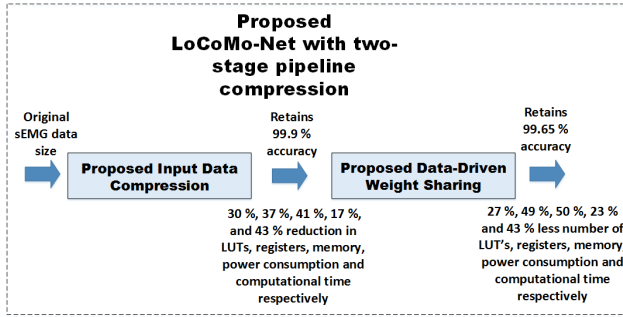 Proposed
LoCoMo-Net with two-
stage pipeline
compression
Original
sEMG data
size
Proposed Input Data
Compression
Retains
99.9 %
accuracy
30 %, 37 %, 41 %, 17 %,
and 43 % reduction in
LUTs, registers, memory,
power consumption and
computational time
respectively
Proposed Data-Driven
Weight Sharing
Retains
99.65 %
accuracy
27 %, 49 %, 50 %, 23 %
and 43 % less number of
LUT's, registers, memory,
power consumption and
computational time
respectively